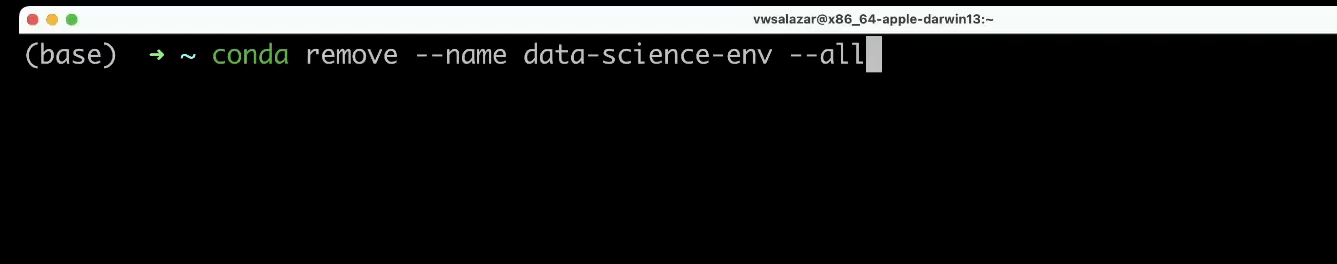 vwsalazar@x86_64-apple-darwin13:~
(base) ➜ ~ conda remove --name data-science-env --all